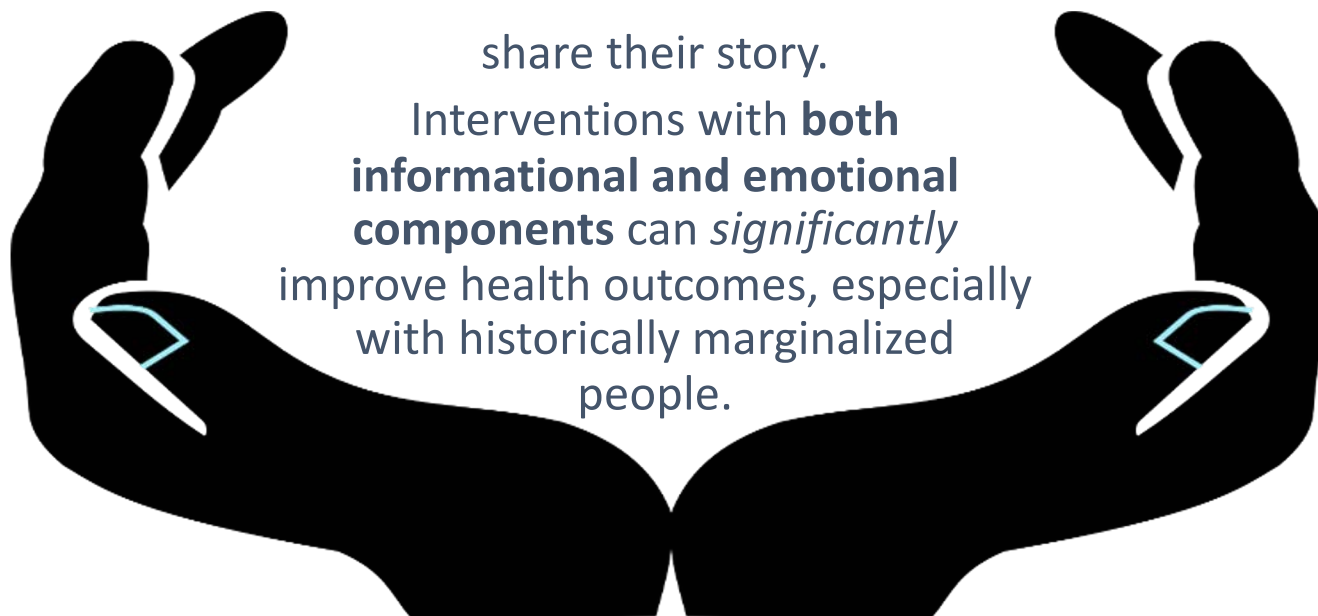 share their story.
Interventions with both
informational and emotional
components can significantly
improve health outcomes, especially
with historically marginalized
people.